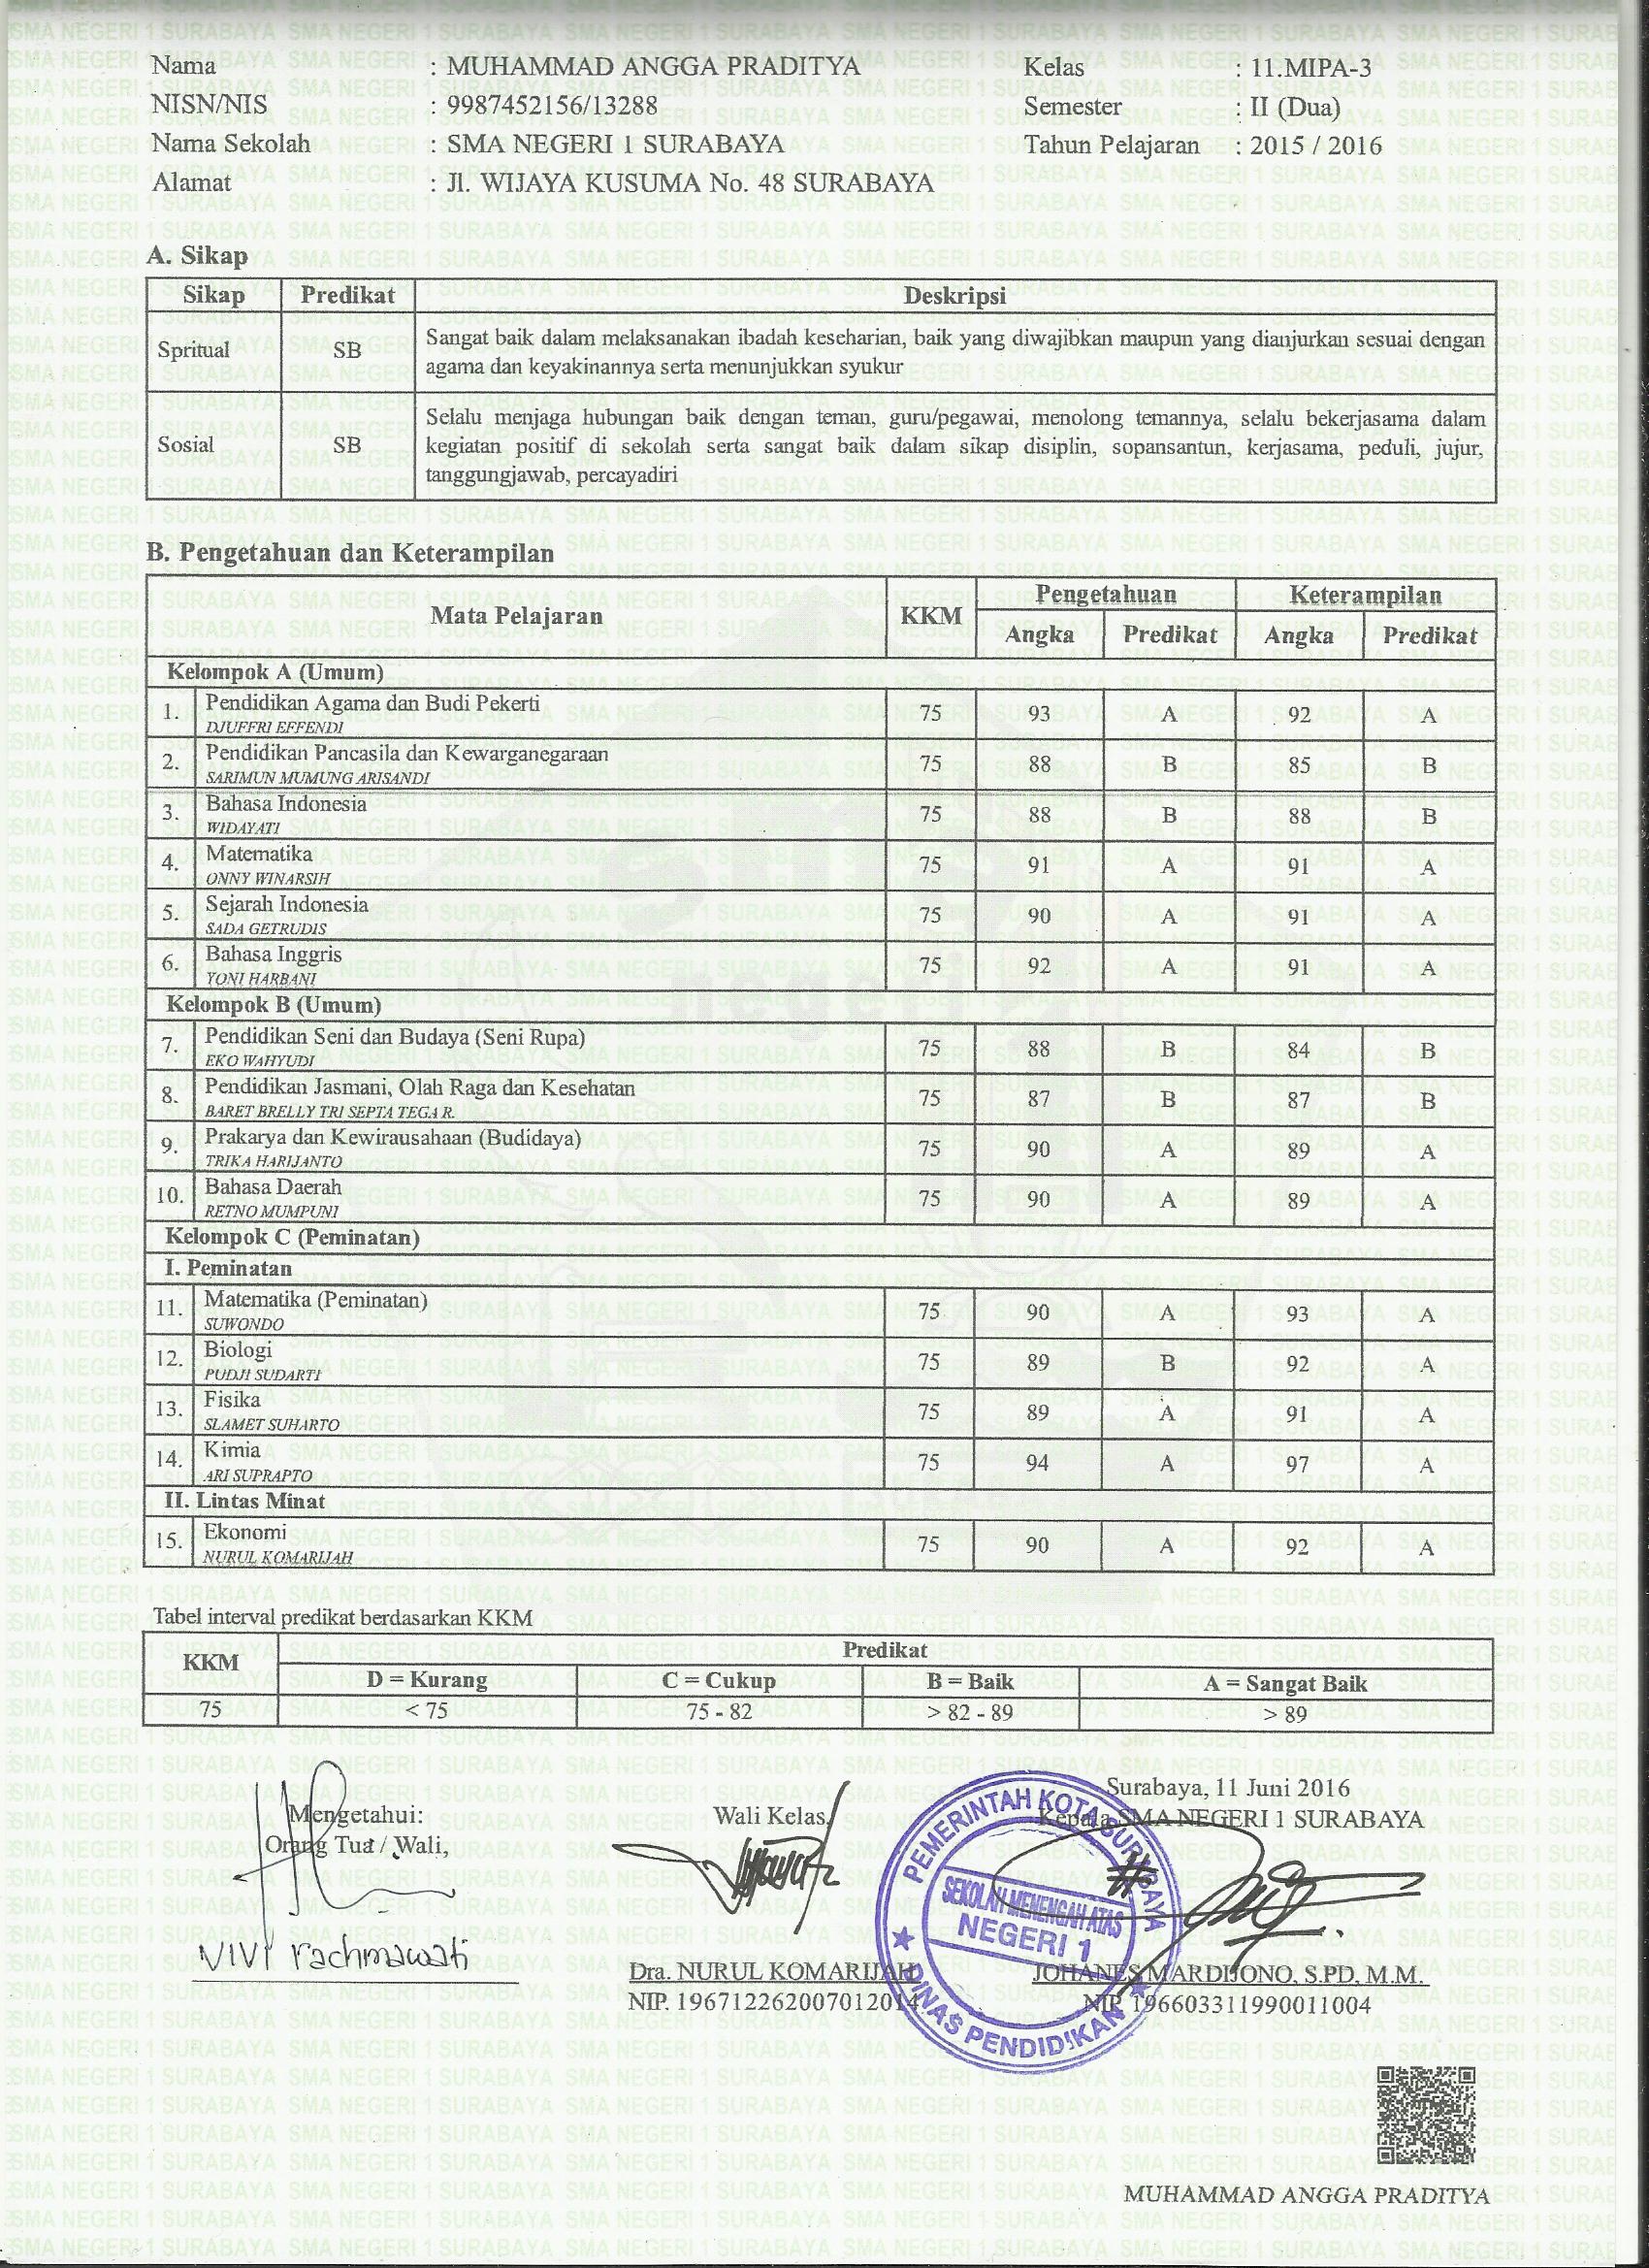 Nama : MUHAMMAD ANGGA PRADITYA Kelas : 11.MIPA-3
NISN/NIS : 9987452156/13288 Semester : II (Dua)
Nama Sekolah : SMA NEGERI 1 SURABAYA Tahun Pelajaran : 2015 / 2016
Alamat : Jl. WIJAYA KUSUMA No. 48 SURABAYA
A. Sikap
Sikap Predikat Deskripsi
Spritual SB Sangat baik dalam melaksanakan ibadah keseharian, baik yang diwajibkan maupun yang dianjurkan sesuai dengan
agama dan keyakinannya serta menunjukkan syukur
Sosial SB Selalu menjaga hubungan baik dengan teman, guru/pegawai, menolong temannya, selalu bekerjasama dalam
kegiatan positif di sekolah serta sangat baik dalam sikap disiplin, sopansantun, kerjasama, peduli, jujur,
tanggungjawab, percayadiri
B. Pengetahuan dan Keterampilan
Mata Pelajaran KKM Pengetahuan Keterampilan
Angka Predikat Angka Predikat
Kelompok A (Umum)
1. Pendidikan Agama dan Budi Pekerti 75 93 A 92 A
DJUFFRI EFFENDI
2. Pendidikan Pancasila dan Kewarganegaraan 75 88 B 85 B
SARIMUN MUMUNG ARISANDI
3. Bahasa Indonesia 75 88 B 88 B
WIDAYATI
4. Matematika 75 91 A 91 A
ONNY WINARSIH
5. Sejarah Indonesia 75 90 A 91 A
SADA GETRUDIS
6. Bahasa Inggris 75 92 A 91 A
YONI HARBANI
Kelompok B (Umum)
7. Pendidikan Seni dan Budaya (Seni Rupa) 75 88 B 84 B
EKO WAHYUDI
8. Pendidikan Jasmani, Olah Raga dan Kesehatan 75 87 B 87 B
BARET BRELLY TRI SEPTA TEGA R.
9. Prakarya dan Kewirausahaan (Budidaya) 75 90 A 89 A
TRIKA HARIJANTO
10. Bahasa Daerah 75 90 A 89 A
RETNO MUMPUNI
Kelompok C (Peminatan)
I. Peminatan
11. Matematika (Peminatan) 75 90 A 93 A
SUWONDO
12. Biologi 75 89 B 92 A
PUDJI SUDARTI
13. Fisika 75 89 A 91 A
SLAMET SUHARTO
14. Kimia 75 94 A 97 A
ARI SUPRAPTO
II. Lintas Minat
15. Ekonomi 75 90 A 92 A
NURUL KOMARIJAH
Tabel interval predikat berdasarkan KKM
KKM Predikat
D = Kurang C = Cukup B = Baik A = Sangat Baik
75 < 75 75 - 82 > 82 - 89 > 89
Surabaya, 11 Juni 2016
Mengetahui: Wali Kelas, Kepala SMA NEGERI 1 SURABAYA
Orang Tua / Wali,
PEMERINTAH KOTA SURABAYA
SEKOLAH MENENGAH ATAS
NEGERI 1
DINAS PENDIDIKAN
Vivi rachmawati
Dra. NURUL KOMARIJAH JOHANES MARDIJONO, S.PD, M.M.
NIP. 196712262007012014 NIP. 196603311990011004
MUHAMMAD ANGGA PRADITYA